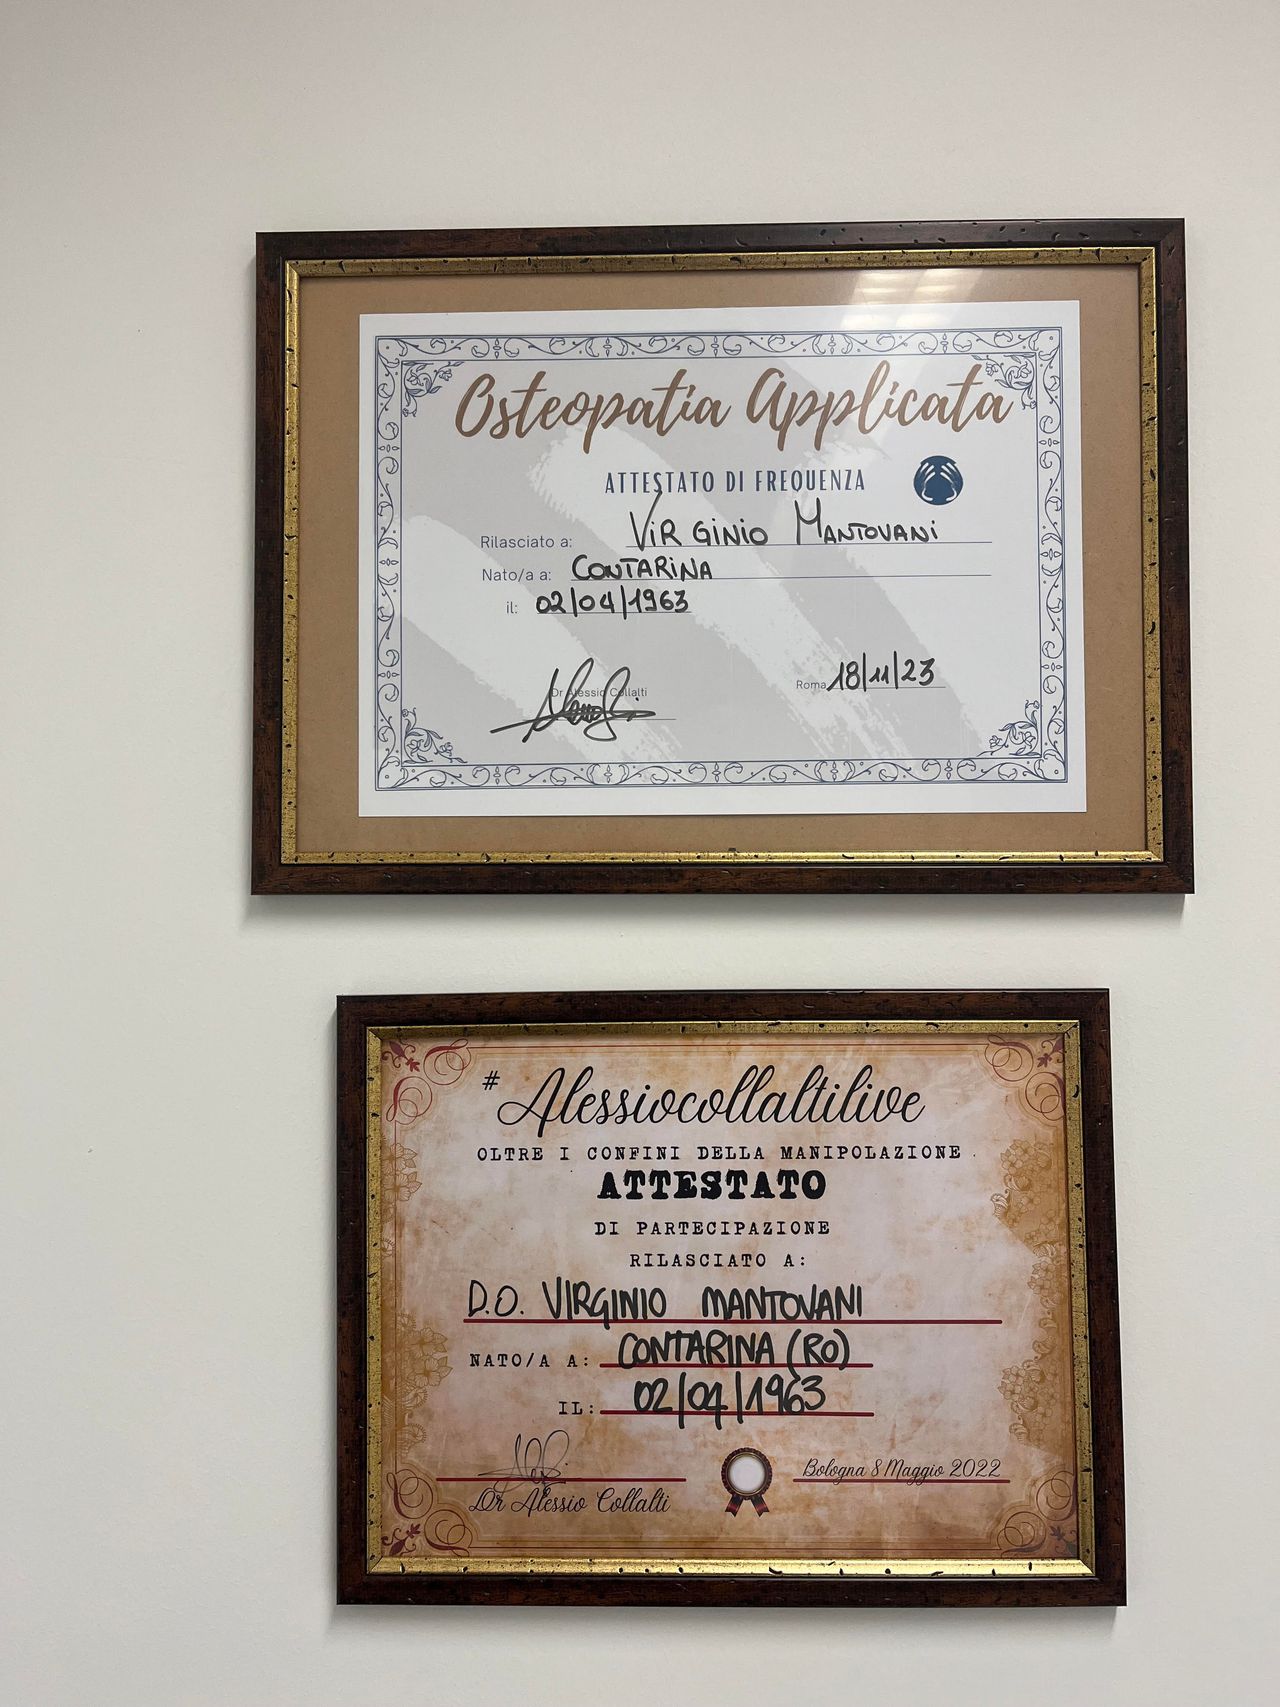 Osteopatia Applicata
ATTESTATO DI FREQUENZA
Rilasciato a: VIRGINIO MANTOVANI
Nato/a a: CONTARINA
il: 02/04/1963
Dr Alessio Collalti
Roma 18/11/23
#Alessiocollaltilive
OLTRE I CONFINI DELLA MANIPOLAZIONE
ATTESTATO
DI PARTECIPAZIONE
RILASCIATO A:
D.O. VIRGINIO MANTOVANI
NATO/A A: CONTARINA (RO)
IL: 02/04/1963
Bologna 8 Maggio 2022
Dr Alessio Collalti